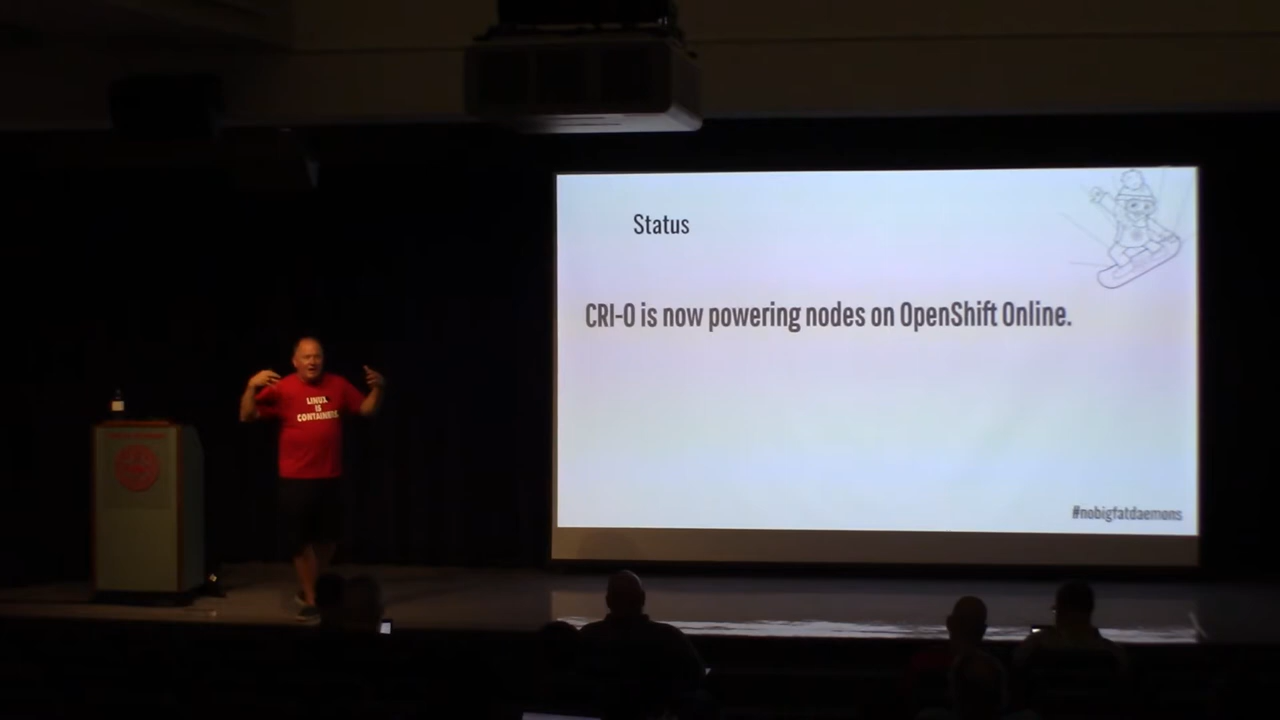 Status
CRI-O is now powering nodes on OpenShift Online.
#nobigfatdaemons
LINUX
IS
CONTAINERS